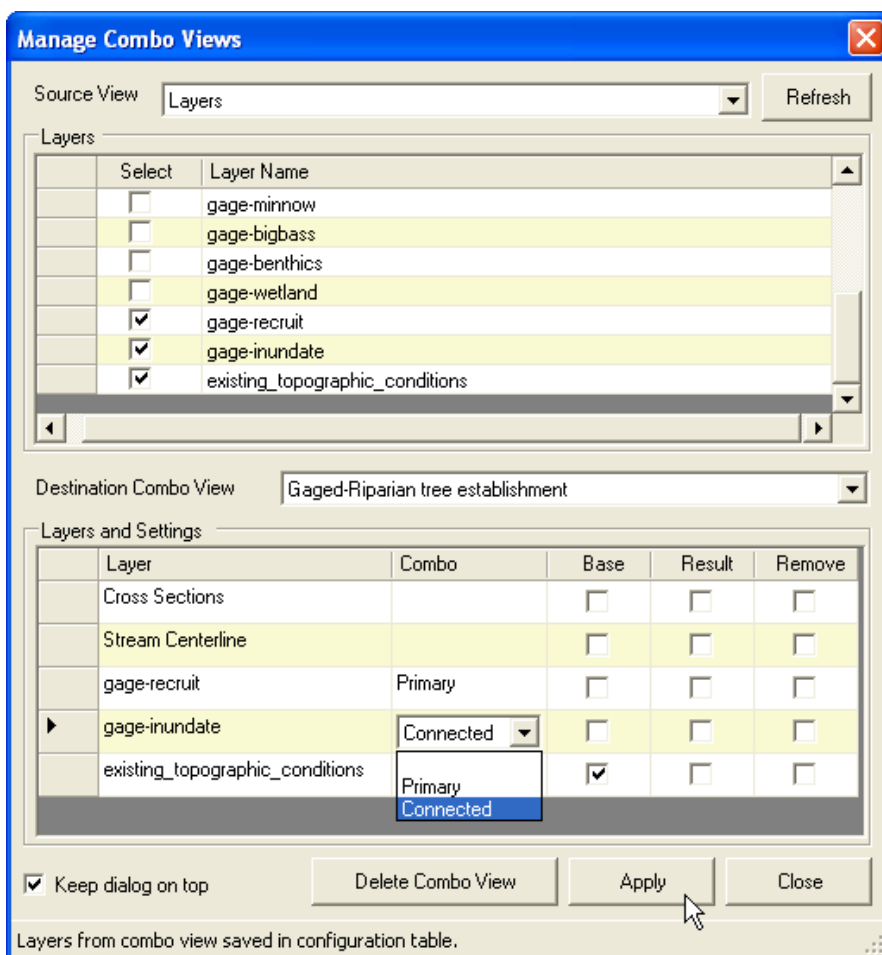 Manage Combo Views
Source View Layers Refresh
Layers
Select Layer Name
gage-minnow
gage-bigbass
gage-benthics
gage-wetland
gage-recruit
gage-inundate
existing_topographic_conditions
Destination Combo View Gaged-Riparian tree establishment
Layers and Settings
Layer Combo Base Result Remove
Cross Sections
Stream Centerline
gage-recruit Primary
gage-inundate Connected
existing_topographic_conditions
Primary
Connected
Keep dialog on top Delete Combo View Apply Close
Layers from combo view saved in configuration table.